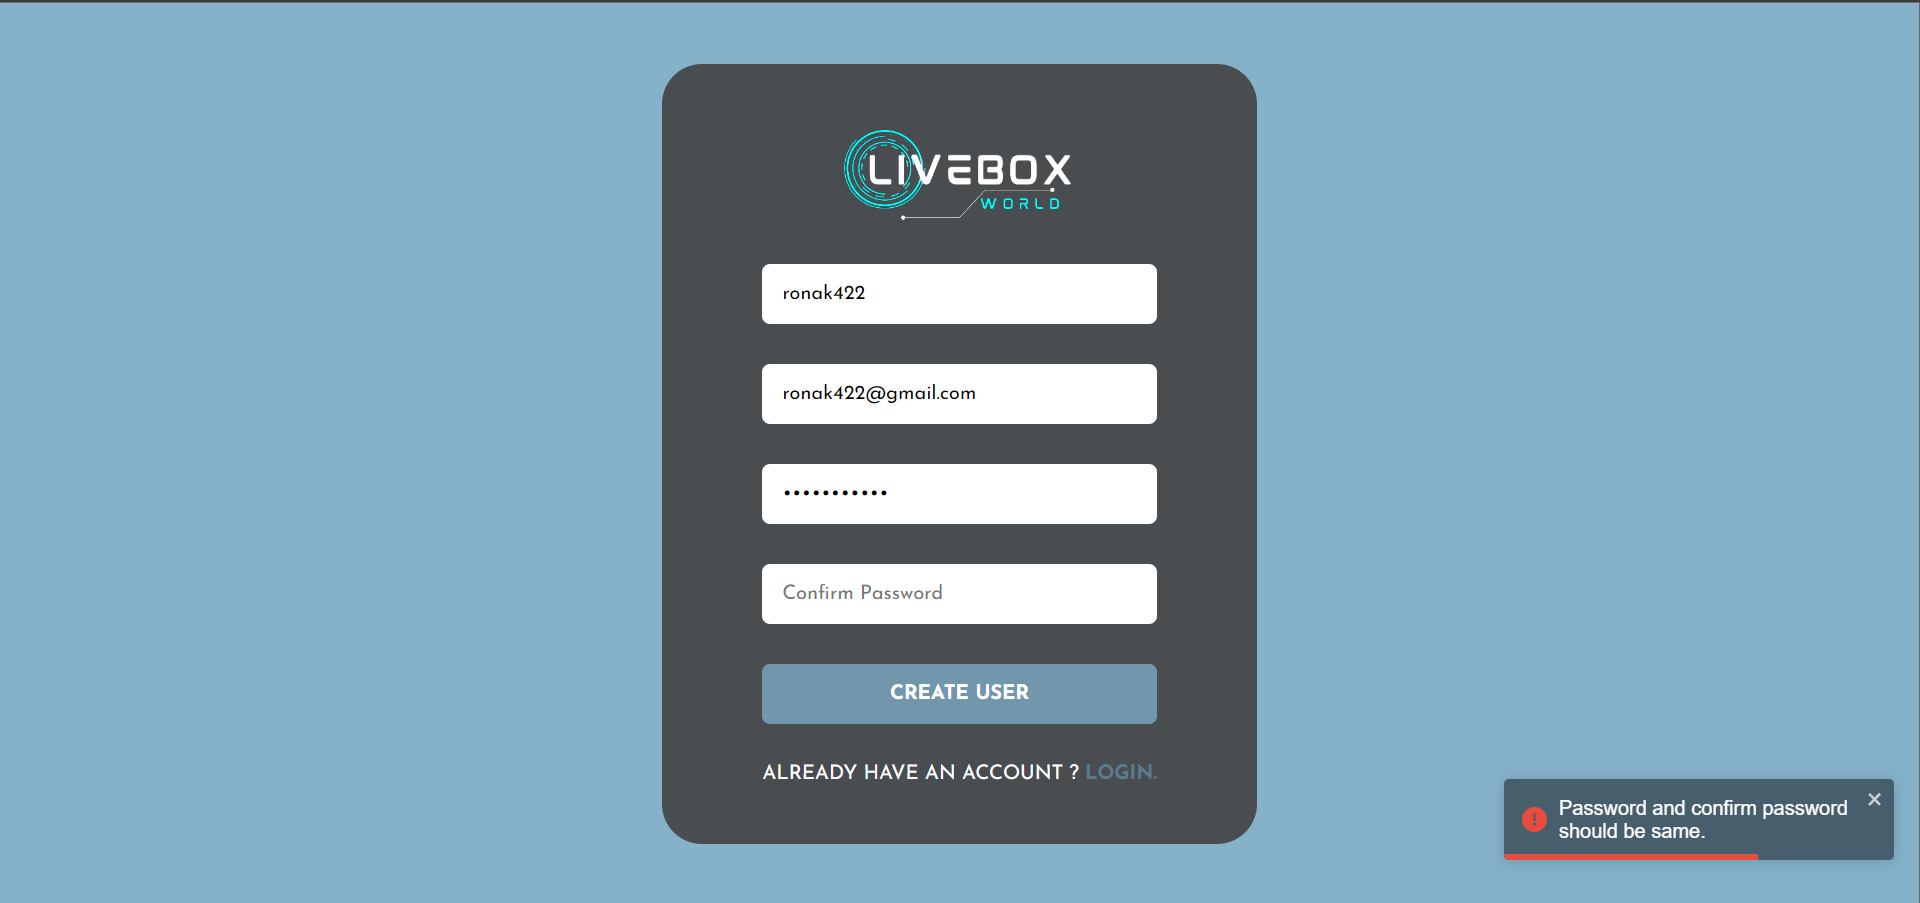 LIVEBOX
WORLD
ronak422
ronak422@gmail.com
•••••••••••
Confirm Password
CREATE USER
ALREADY HAVE AN ACCOUNT ? LOGIN.
Password and confirm password
should be same.